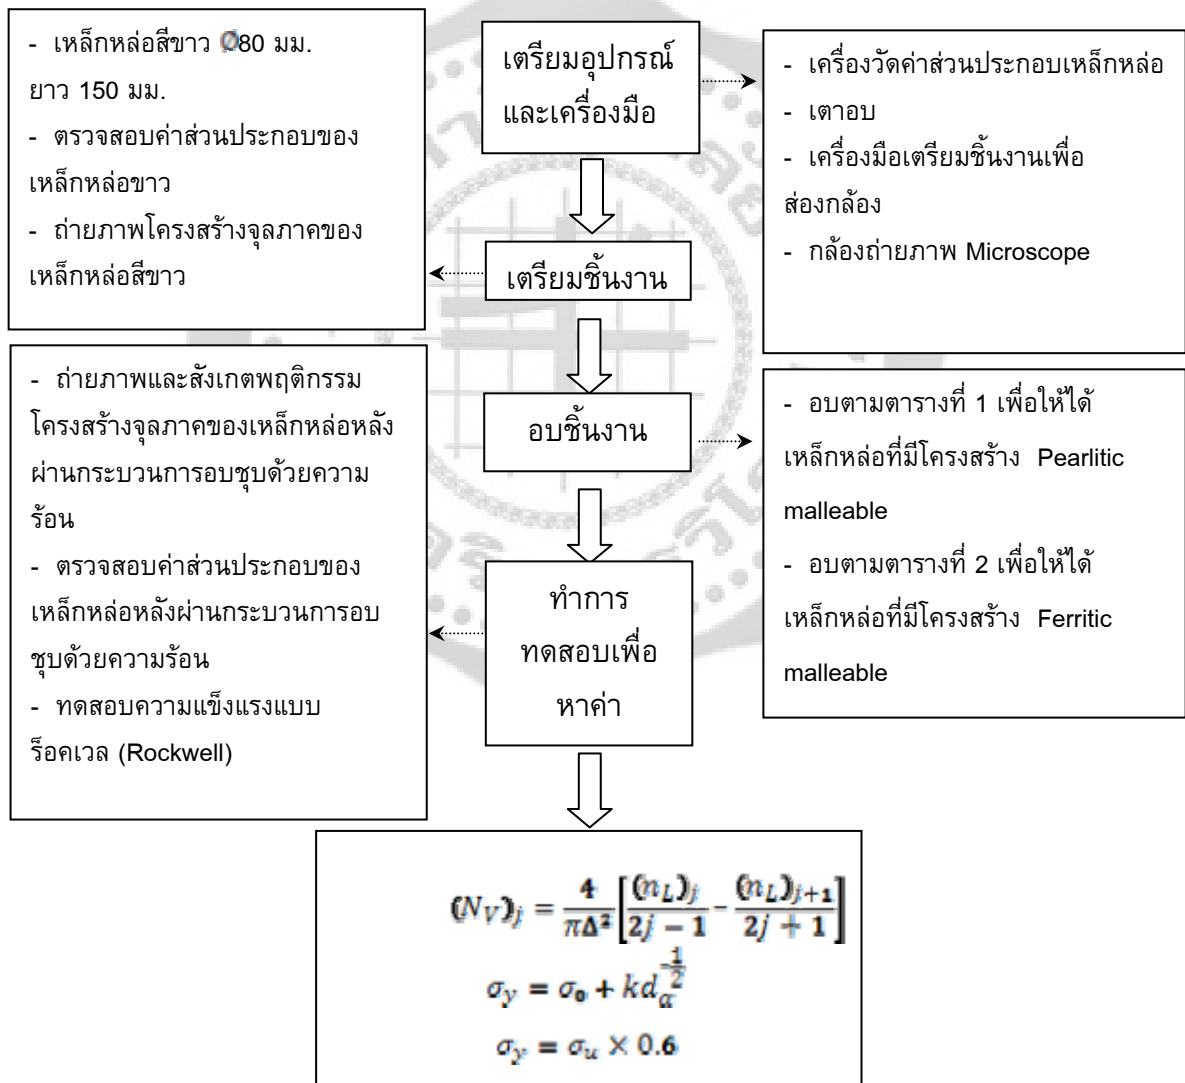 - เหล็กหล่อสีขาว Ø80 มม.
ยาว 150 มม.
- ตรวจสอบค่าส่วนประกอบของ
เหล็กหล่อขาว
- ถ่ายภาพโครงสร้างจุลภาคของ
เหล็กหล่อสีขาว
เตรียมอุปกรณ์
และเครื่องมือ
- เครื่องวัดค่าส่วนประกอบเหล็กหล่อ
- เตาอบ
- เครื่องมือเตรียมชิ้นงานเพื่อ
ส่องกล้อง
- กล้องถ่ายภาพ Microscope
เตรียมชิ้นงาน
อบชิ้นงาน
- อบตามตารางที่ 1 เพื่อให้ได้
เหล็กหล่อที่มีโครงสร้าง Pearlitic
malleable
- อบตามตารางที่ 2 เพื่อให้ได้
เหล็กหล่อที่มีโครงสร้าง Ferritic
malleable
- ถ่ายภาพและสังเกตพฤติกรรม
โครงสร้างจุลภาคของเหล็กหล่อหลัง
ผ่านกระบวนการอบชุบด้วยความ
ร้อน
- ตรวจสอบค่าส่วนประกอบของ
เหล็กหล่อหลังผ่านกระบวนการอบ
ชุบด้วยความร้อน
- ทดสอบความแข็งแรงแบบ
ร็อคเวล (Rockwell)
ทำการ
ทดสอบเพื่อ
หาค่า
(N_V)_j = \frac{4}{πΔ^2}[\frac{(n_L)_j}{2j - 1} - \frac{(n_L)_{j+1}}{2j + 1}]
σ_y = σ_0 + kd_α^{-\frac{1}{2}}
σ_y = σ_u × 0.6